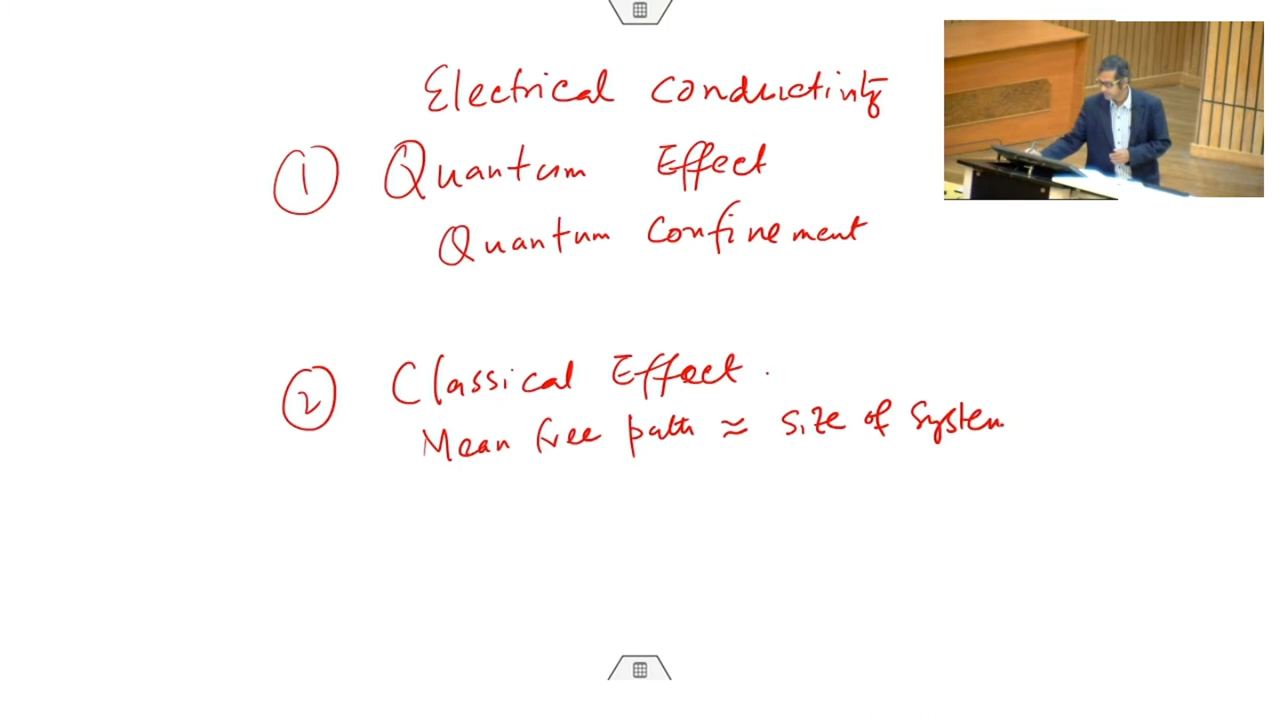 Electrical conductivity
① Quantum Effect
Quantum confinement
② Classical Effect.
Mean free path ≈ size of system